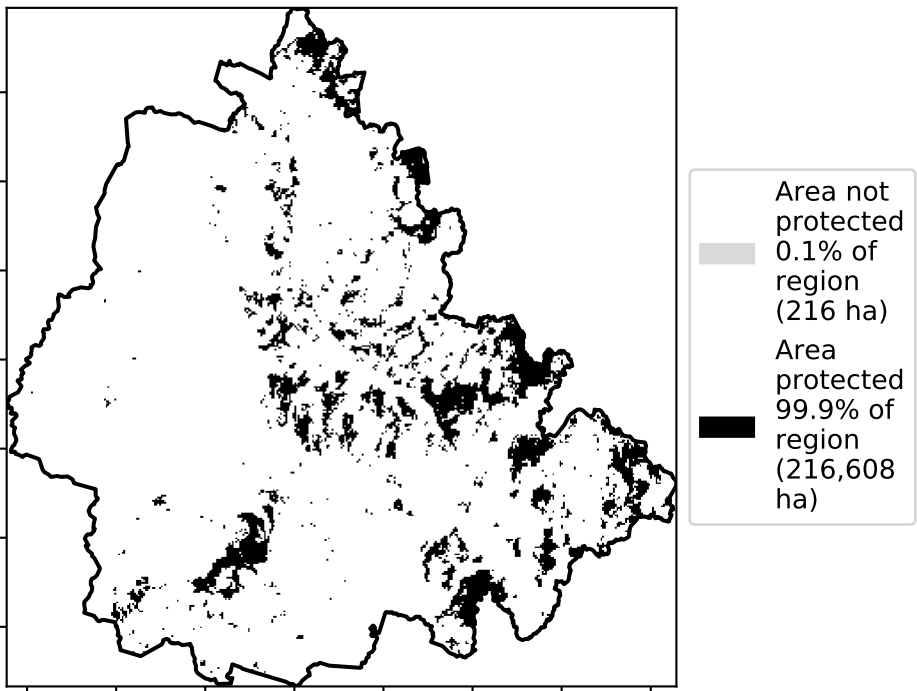 Area not
protected
0.1% of
region
(216 ha)
Area
protected
99.9% of
region
(216,608
ha)